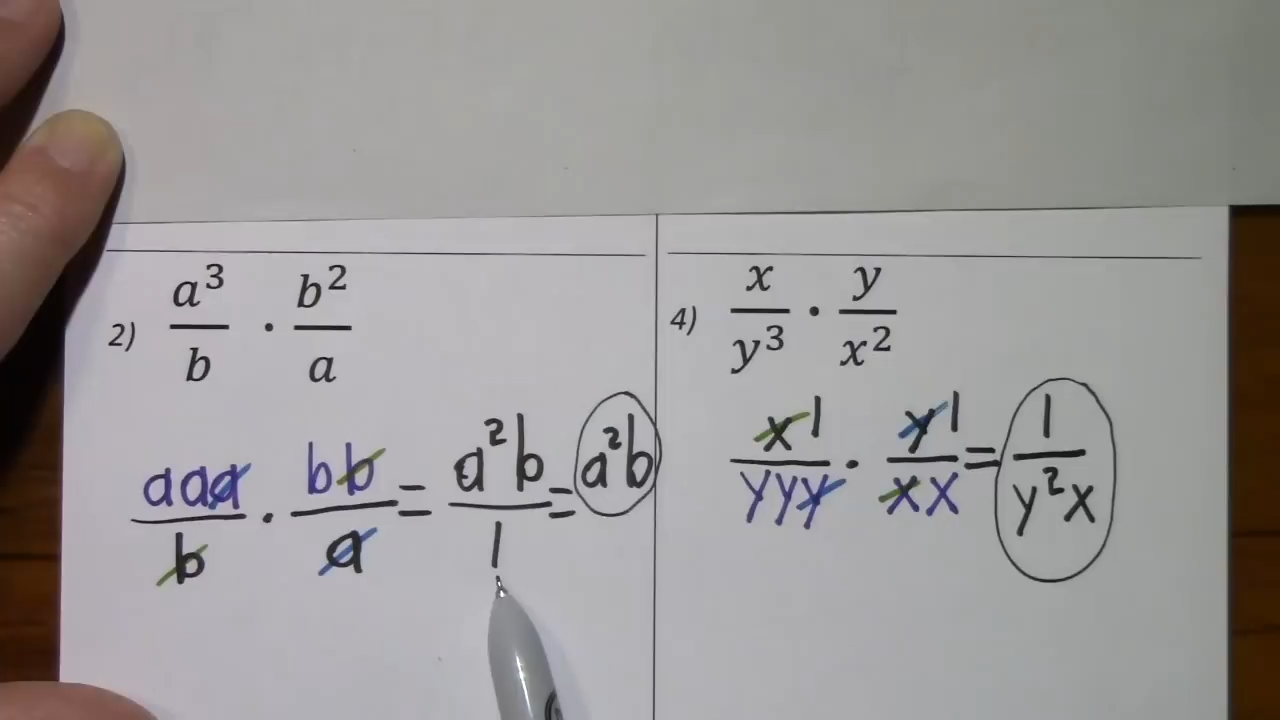 2) a³/b · b²/a
aaa/b · bb/a = a²b/1 = a²b
4) x/y³ · y/x²
x1/yyy · y1/xx = 1/y²x